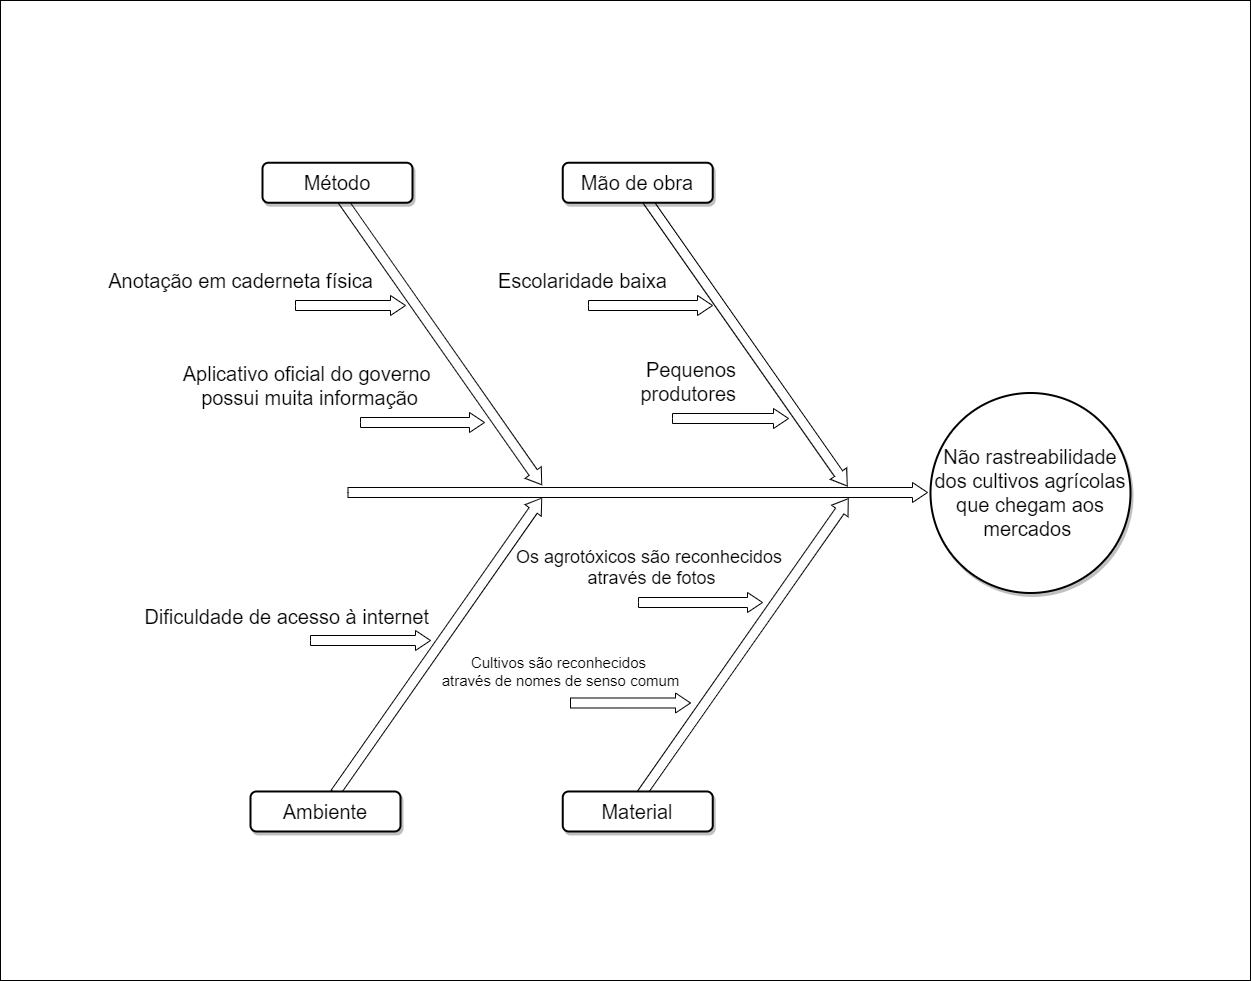 Método
Mão de obra
Anotação em caderneta física
Escolaridade baixa
Aplicativo oficial do governo
possui muita informação
Pequenos
produtores
Não rastreabilidade
dos cultivos agrícolas
que chegam aos
mercados
Os agrotóxicos são reconhecidos
através de fotos
Dificuldade de acesso à internet
Cultivos são reconhecidos
através de nomes de senso comum
Ambiente
Material